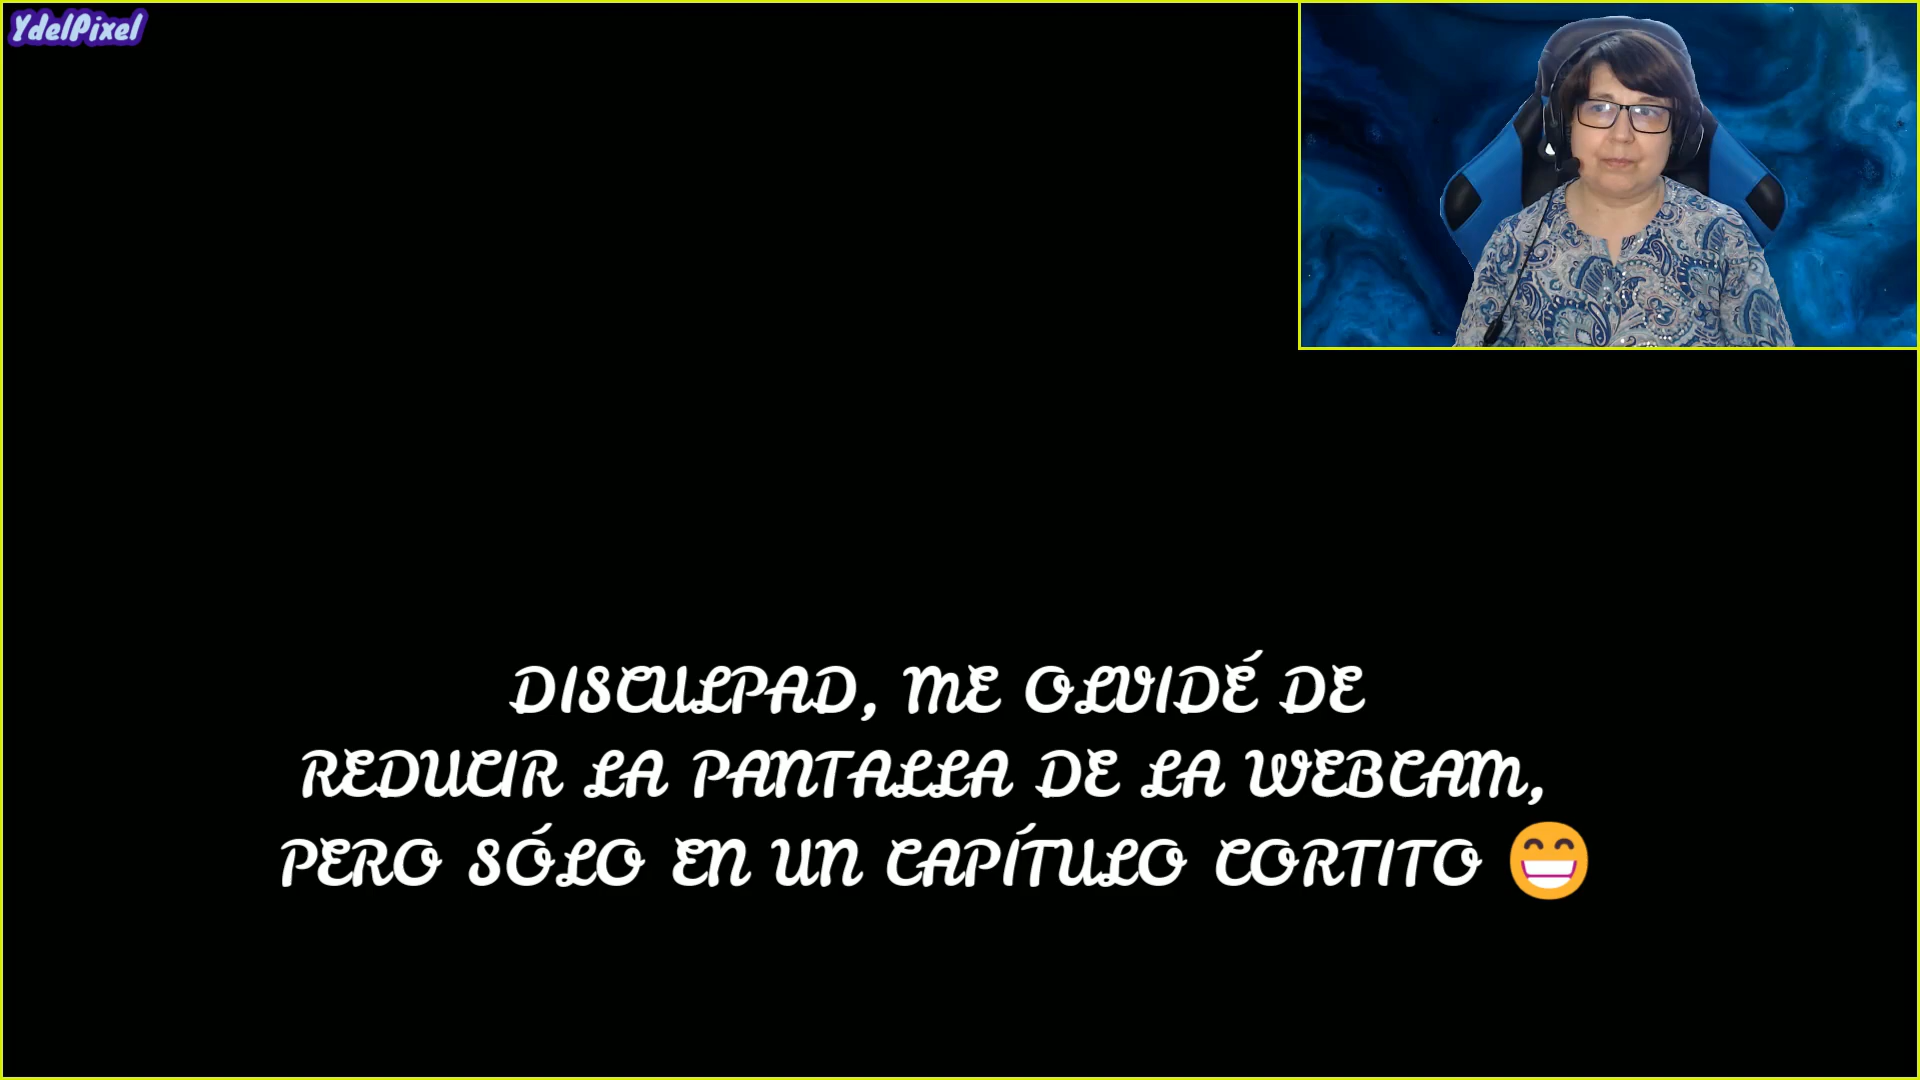 YdelPixel
DISCULPAD, ME OLVIDÉ DE
REDUCIR LA PANTALLA DE LA WEBCAM,
PERO SÓLO EN UN CAPÍTULO CORTITO 😁